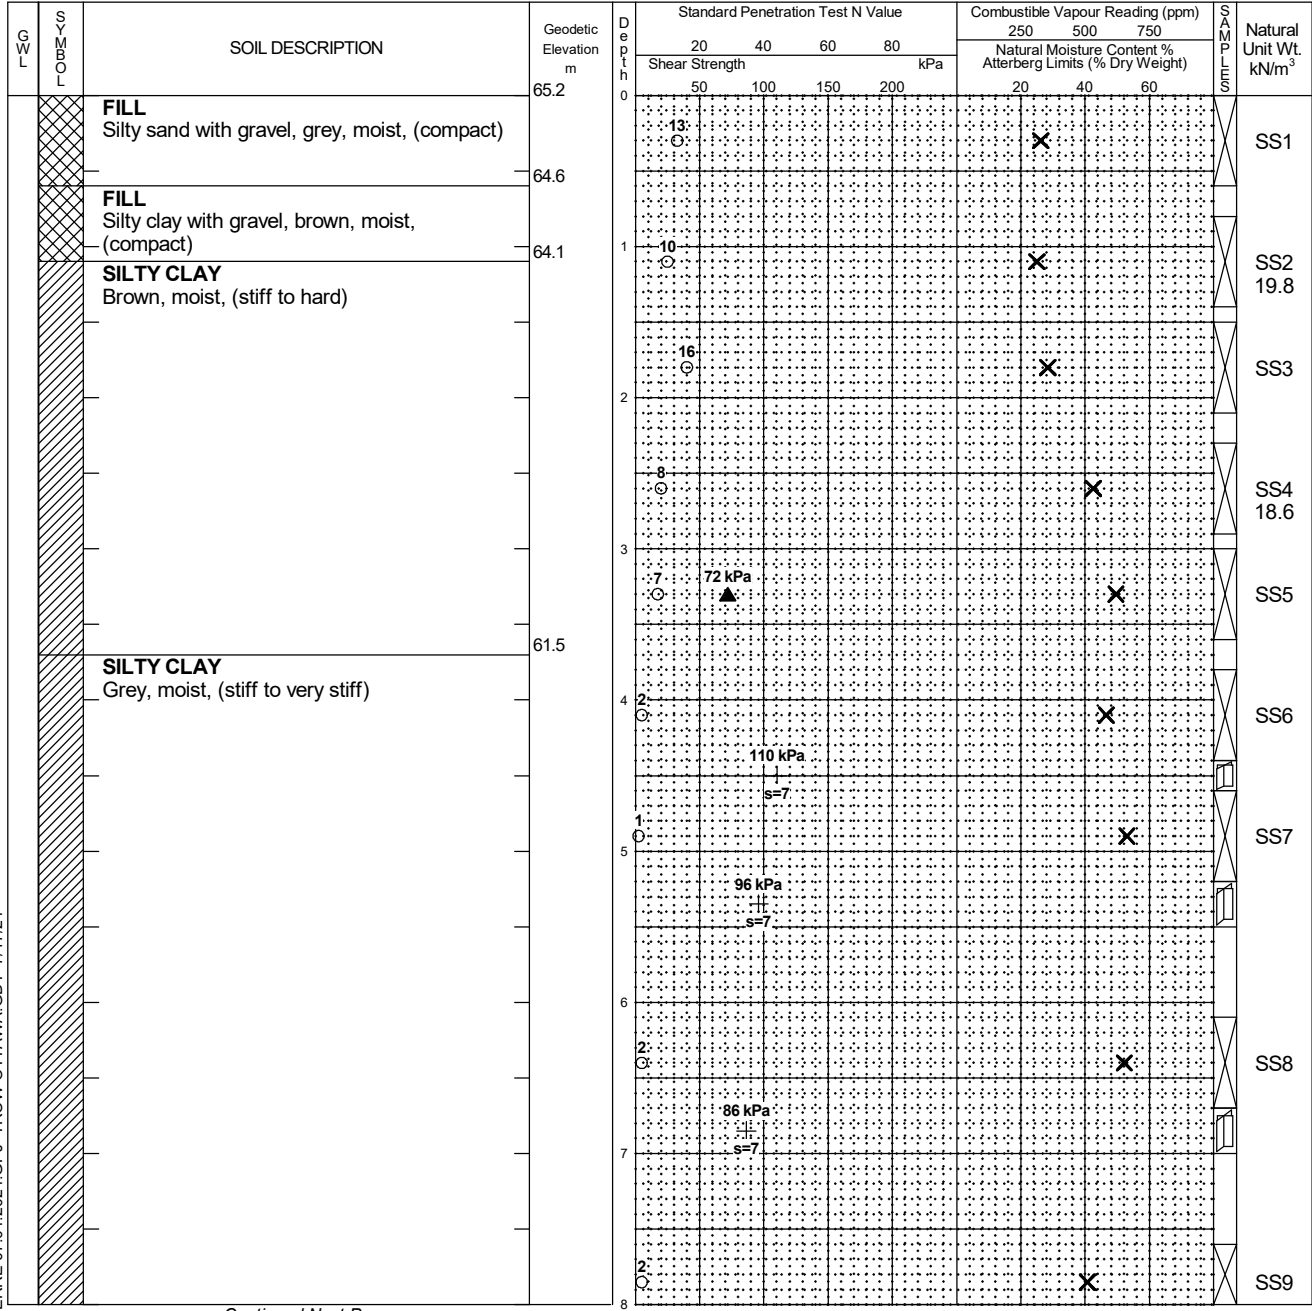 GWL
SYMBOL
SOIL DESCRIPTION
Geodetic
Elevation
m
Depth
Standard Penetration Test N Value
20 40 60 80
Shear Strength kPa
50 100 150 200
Combustible Vapour Reading (ppm)
250 500 750
Natural Moisture Content %
Atterberg Limits (% Dry Weight)
20 40 60
SAMPLES
Natural
Unit Wt.
kN/m³
65.2
0
FILL
Silty sand with gravel, grey, moist, (compact)
13
SS1
64.6
FILL
Silty clay with gravel, brown, moist,
(compact)
64.1
1
10
SS2
19.8
SILTY CLAY
Brown, moist, (stiff to hard)
16
SS3
2
8
SS4
18.6
3
7
72 kPa
SS5
61.5
SILTY CLAY
Grey, moist, (stiff to very stiff)
4
2
SS6
110 kPa
s=7
1
SS7
5
96 kPa
s=7
6
2
SS8
86 kPa
s=7
7
2
SS9
8